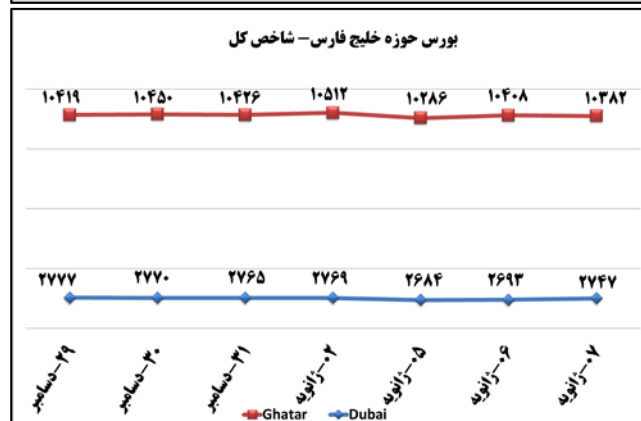 بورس حوزه خلیج فارس– شاخص کل
۱۰۴۱۹ ۱۰۴۵۰ ۱۰۴۲۶ ۱۰۵۱۲ ۱۰۲۸۶ ۱۰۴۰۸ ۱۰۳۸۲
۲۷۷۷ ۲۷۷۰ ۲۷۶۵ ۲۷۶۹ ۲۶۸۴ ۲۶۹۳ ۲۷۴۷
۲۹-دسامبر ۳۰-دسامبر ۳۱-دسامبر ۰۲-ژانویه ۰۵-ژانویه ۰۶-ژانویه ۰۷-ژانویه
Ghatar Dubai